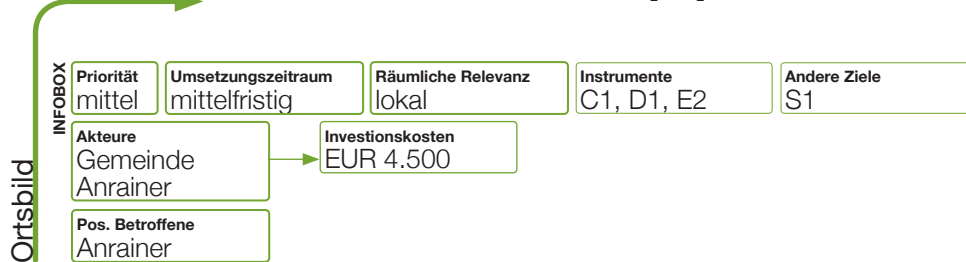 Ortsbild
INFOBOX
Priorität
mittel
Umsetzungszeitraum
mittelfristig
Räumliche Relevanz
lokal
Instrumente
C1, D1, E2
Andere Ziele
S1
Akteure
Gemeinde
Anrainer
Investionskosten
EUR 4.500
Pos. Betroffene
Anrainer